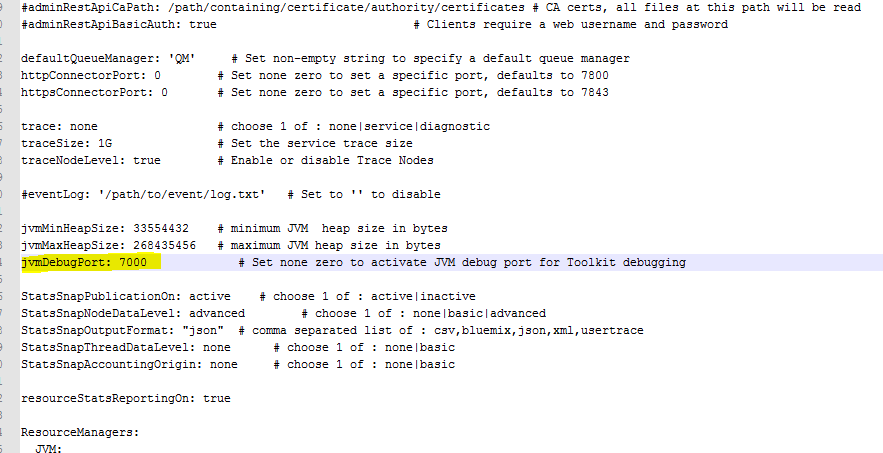 #adminRestApiCaPath: /path/containing/certificate/authority/certificates # CA certs, all files at this path will be read
#adminRestApiBasicAuth: true # Clients require a web username and password
defaultQueueManager: 'QM' # Set non-empty string to specify a default queue manager
httpConnectorPort: 0 # Set none zero to set a specific port, defaults to 7800
httpsConnectorPort: 0 # Set none zero to set a specific port, defaults to 7843
trace: none # choose 1 of : none|service|diagnostic
traceSize: 1G # Set the service trace size
traceNodeLevel: true # Enable or disable Trace Nodes
#eventLog: '/path/to/event/log.txt' # Set to '' to disable
jvmMinHeapSize: 33554432 # minimum JVM  heap size in bytes
jvmMaxHeapSize: 268435456 # maximum JVM heap size in bytes
jvmDebugPort: 7000 # Set none zero to activate JVM debug port for Toolkit debugging
StatsSnapPublicationOn: active # choose 1 of : active|inactive
StatsSnapNodeDataLevel: advanced # choose 1 of : none|basic|advanced
StatsSnapOutputFormat: "json" # comma separated list of : csv,bluemix,json,xml,usertrace
StatsSnapThreadDataLevel: none # choose 1 of : none|basic
StatsSnapAccountingOrigin: none # choose 1 of : none|basic
resourceStatsReportingOn: true
ResourceManagers:
JVM: